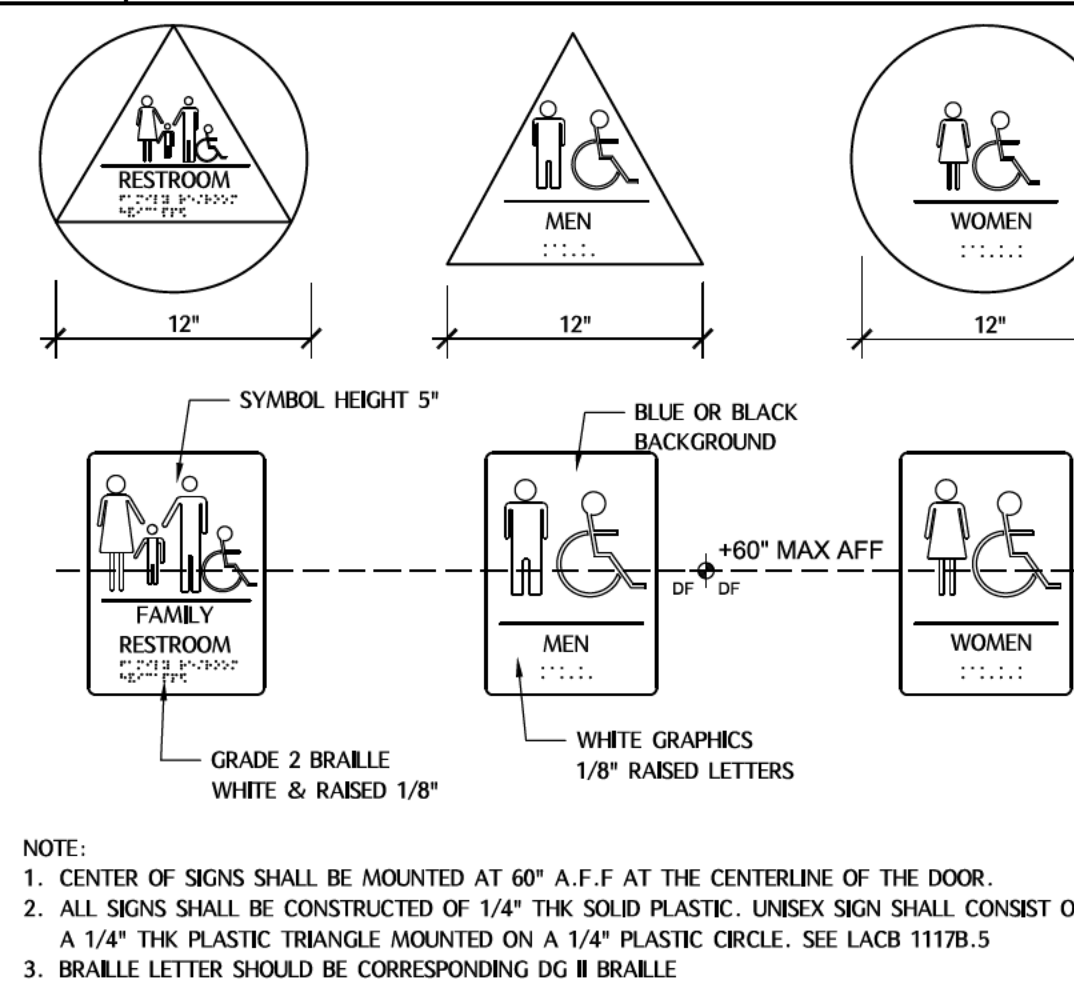 RESTROOM
MEN
WOMEN
12"
12"
12"
SYMBOL HEIGHT 5"
BLUE OR BLACK
BACKGROUND
+60" MAX AFF
DF DF
FAMILY
RESTROOM
MEN
WOMEN
GRADE 2 BRAILLE
WHITE & RAISED 1/8"
WHITE GRAPHICS
1/8" RAISED LETTERS
NOTE:
1. CENTER OF SIGNS SHALL BE MOUNTED AT 60" A.F.F AT THE CENTERLINE OF THE DOOR.
2. ALL SIGNS SHALL BE CONSTRUCTED OF 1/4" THK SOLID PLASTIC. UNISEX SIGN SHALL CONSIST O
A 1/4" THK PLASTIC TRIANGLE MOUNTED ON A 1/4" PLASTIC CIRCLE. SEE LACB 1117B.5
3. BRAILLE LETTER SHOULD BE CORRESPONDING DG II BRAILLE